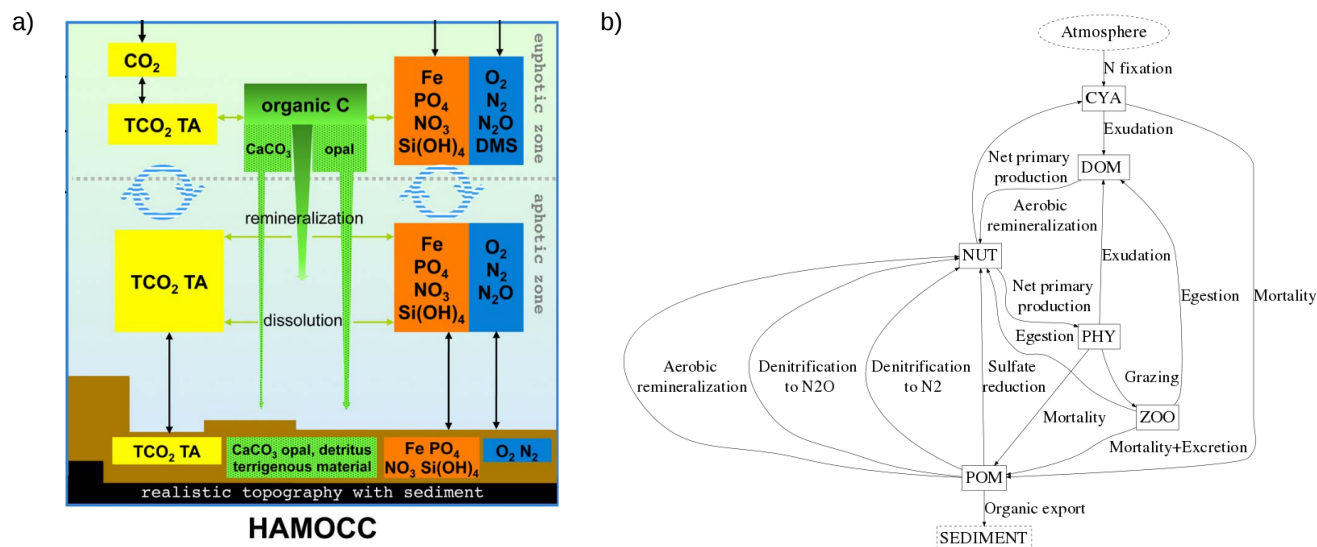 a)
CO₂
TCO₂ TA
organic C
CaCO₃
opal
Fe
PO₄
NO₃
Si(OH)₄
O₂
N₂
N₂O
DMS
euphotic zone
aphotic zone
remineralization
TCO₂ TA
dissolution
Fe
PO₄
NO₃
Si(OH)₄
O₂
N₂
N₂O
TCO₂ TA
CaCO₃ opal, detritus
terrigenous material
Fe PO₄
NO₃ Si(OH)₄
O₂ N₂
realistic topography with sediment
HAMOCC
b)
Atmosphere
N fixation
CYA
Exudation
Net primary
production
DOM
Aerobic
remineralization
NUT
Exudation
Net primary
production
Egestion
Mortality
PHY
Egestion
Aerobic
remineralization
Denitrification
to N2O
Denitrification
to N2
Sulfate
reduction
Grazing
ZOO
Mortality
Mortality+Excretion
POM
Organic export
SEDIMENT